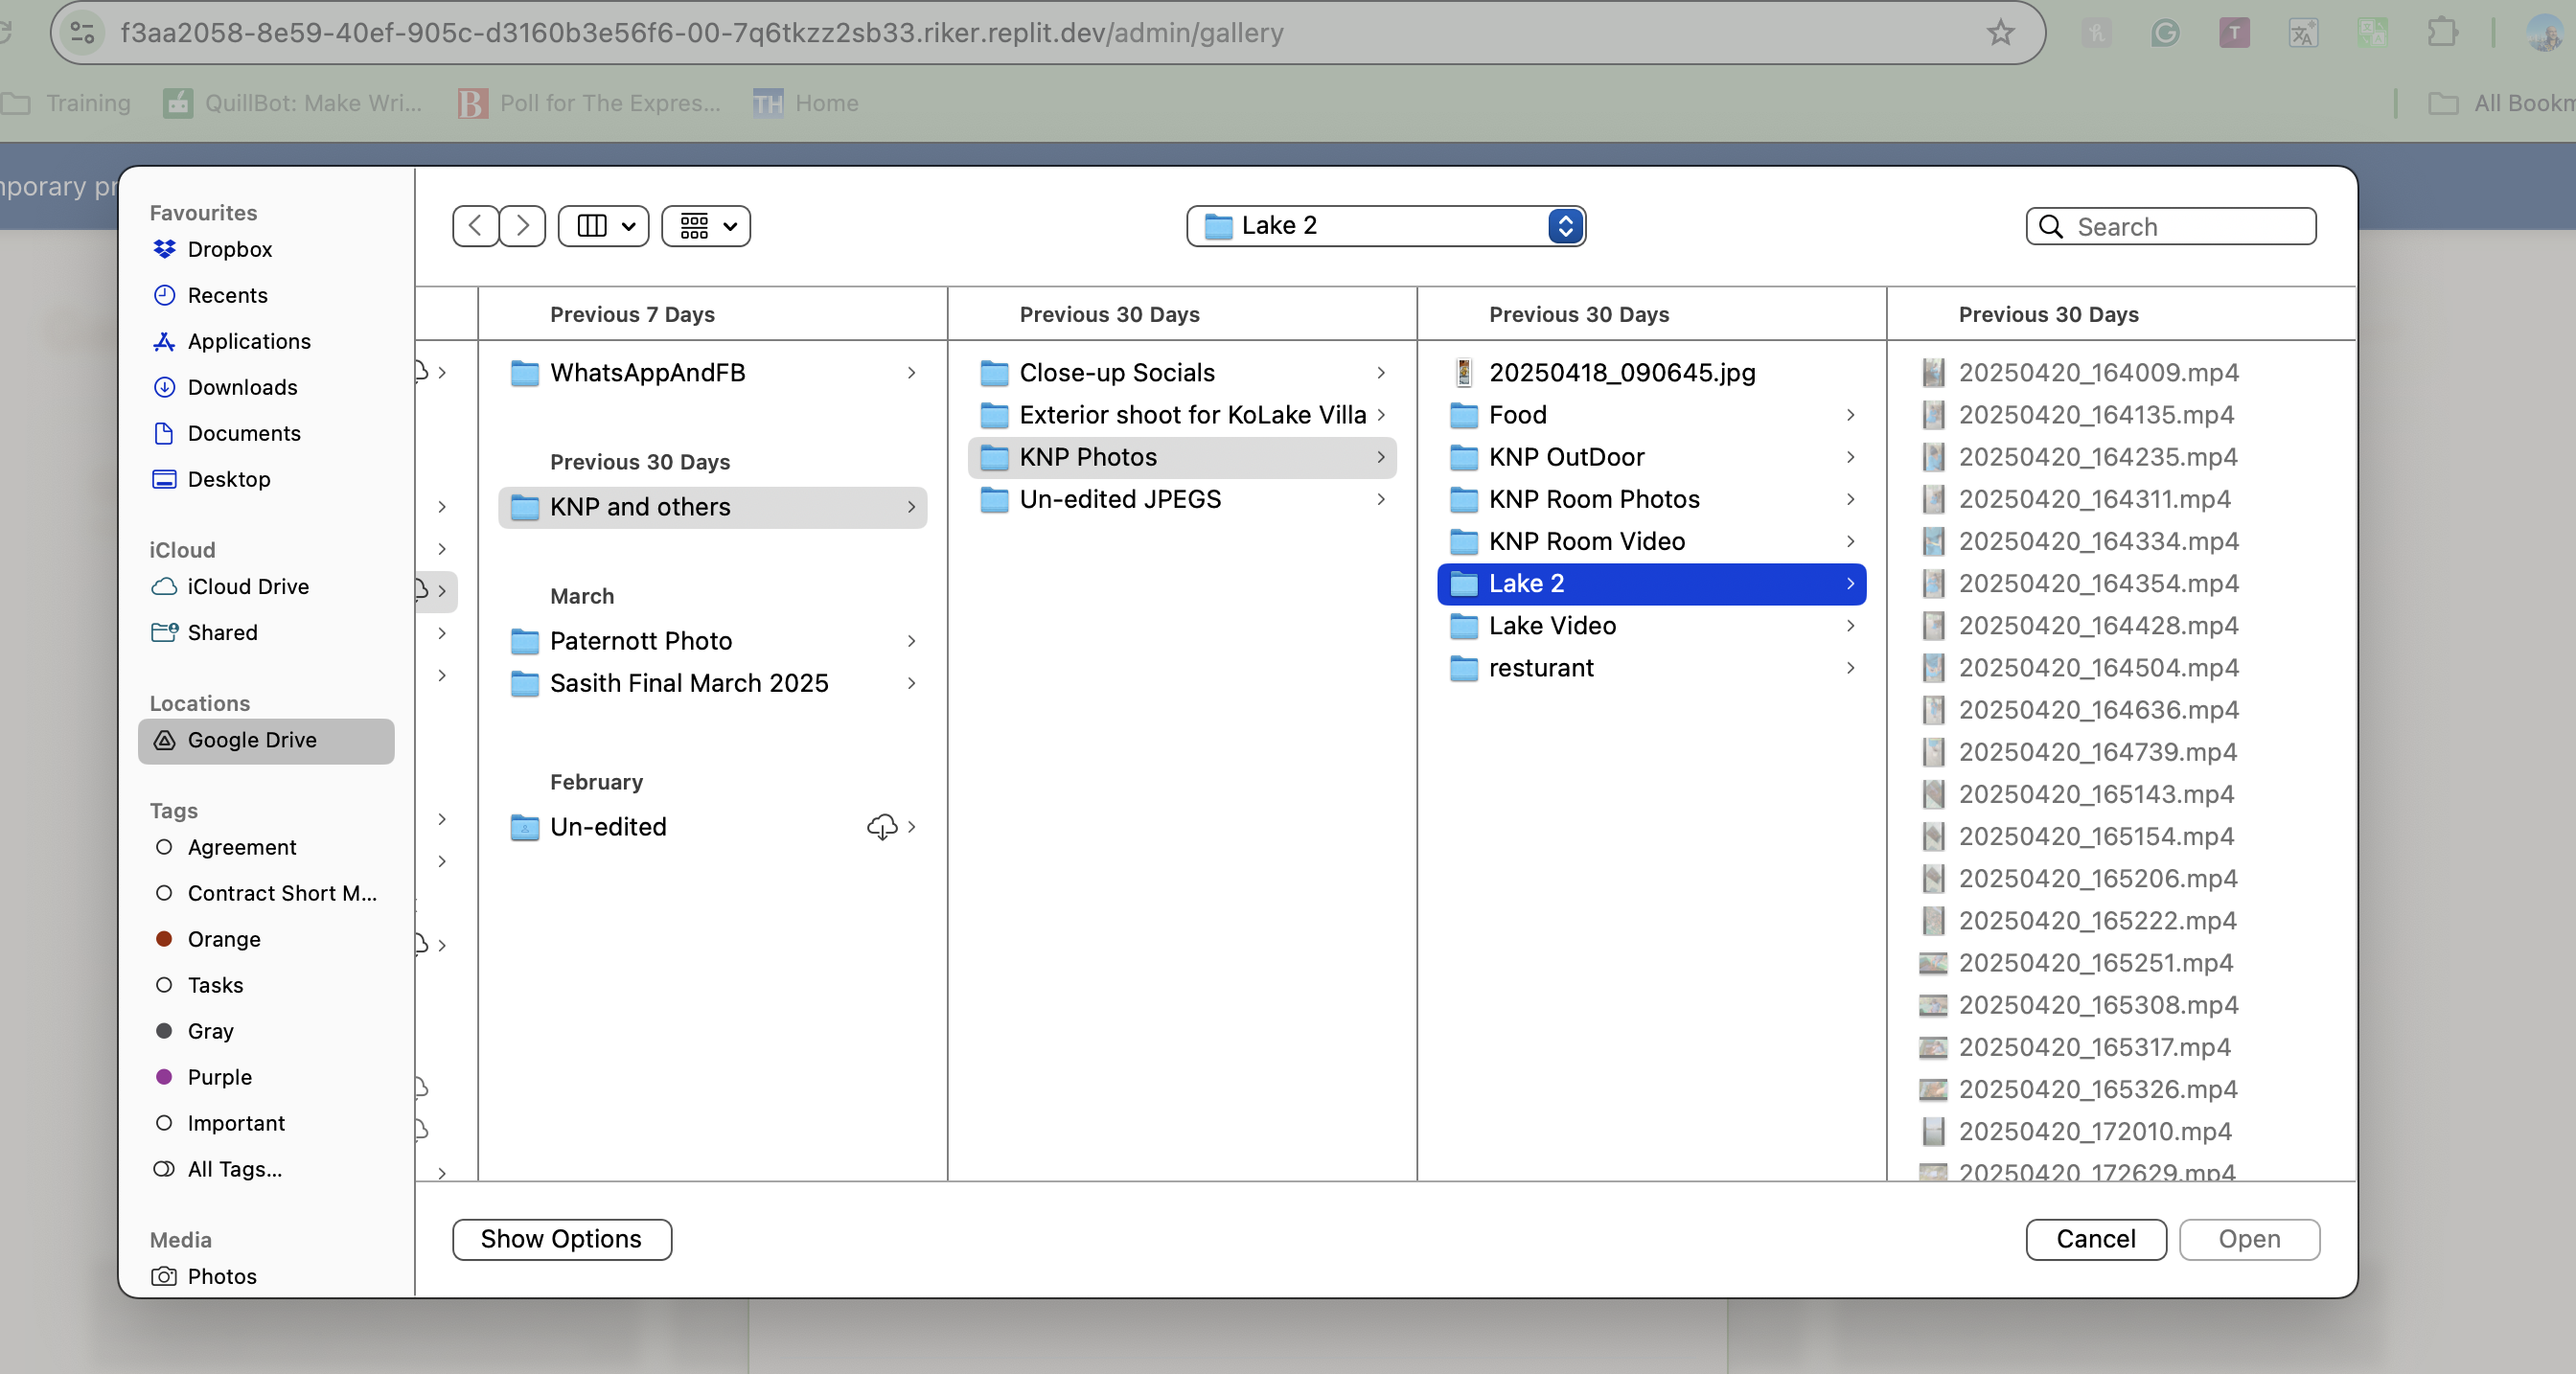 f3aa2058-8e59-40ef-905c-d3160b3e56f6-00-7q6tkzz2sb33.riker.replit.dev/admin/gallery
Training
QuillBot: Make Wri...
Poll for The Expres...
TH Home
All Bookm
mporary pr
Favourites
Dropbox
Recents
Applications
Downloads
Documents
Desktop
iCloud
iCloud Drive
Shared
Locations
Google Drive
Tags
Agreement
Contract Short M...
Orange
Tasks
Gray
Purple
Important
All Tags...
Media
Photos
Lake 2
Search
Previous 7 Days
WhatsAppAndFB
Previous 30 Days
KNP and others
March
Paternott Photo
Sasith Final March 2025
February
Un-edited
Previous 30 Days
Close-up Socials
Exterior shoot for KoLake Villa
KNP Photos
Un-edited JPEGS
Previous 30 Days
20250418_090645.jpg
Food
KNP OutDoor
KNP Room Photos
KNP Room Video
Lake 2
Lake Video
resturant
Previous 30 Days
20250420_164009.mp4
20250420_164135.mp4
20250420_164235.mp4
20250420_164311.mp4
20250420_164334.mp4
20250420_164354.mp4
20250420_164428.mp4
20250420_164504.mp4
20250420_164636.mp4
20250420_164739.mp4
20250420_165143.mp4
20250420_165154.mp4
20250420_165206.mp4
20250420_165222.mp4
20250420_165251.mp4
20250420_165308.mp4
20250420_165317.mp4
20250420_165326.mp4
20250420_172010.mp4
20250420_172629.mp4
Show Options
Cancel
Open